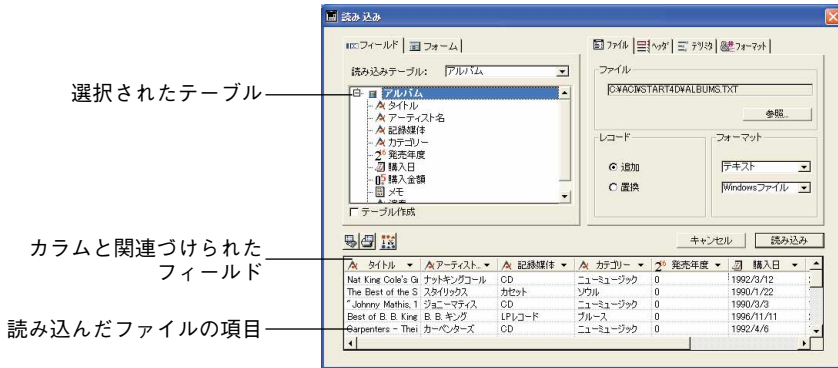 読み込み
フィールド フォーム
ファイル ヘッダ デリミタ フォーマット
読み込みテーブル: アルバム
選択されたテーブル
アルバム
タイトル
アーティスト名
記録媒体
カテゴリー
発売年度
購入日
購入金額
メモ
テーブル作成
ファイル
C:¥ACI¥START4D¥ALBUMS.TXT
参照...
レコード
追加
置換
フォーマット
テキスト
Windowsファイル
キャンセル 読み込み
カラムと関連づけられた
フィールド
タイトル アーティスト... 記録媒体 カテゴリー 発売年度 購入日
Nat King Cole's Gr ナットキングコール CD ニューミュージック 0 1992/3/12
The Best of the S スタイリックス カセット ソウル 0 1990/1/22
"Johnny Mathis, 1 ジョニーマティス CD ニューミュージック 0 1990/3/3
Best of B. B. King B. B. キング LPレコード ブルース 0 1996/11/11
Carpenters - Thei カーペンターズ CD ニューミュージック 0 1992/4/6
読み込んだファイルの項目